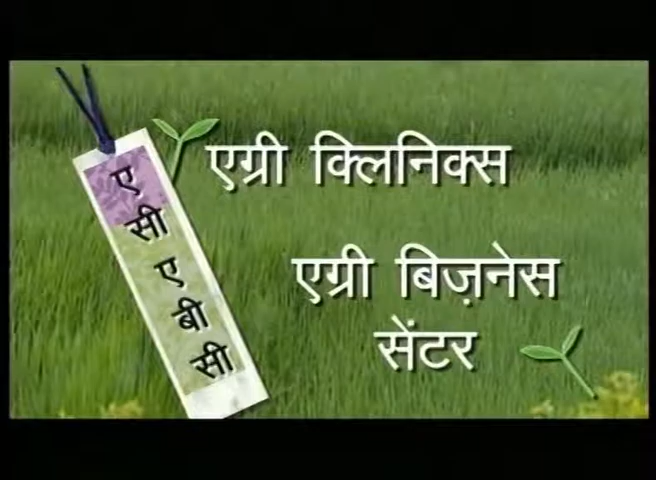 ए
सी
ए
बी
सी
एग्री क्लिनिक्स
एग्री बिज़नेस
सेंटर